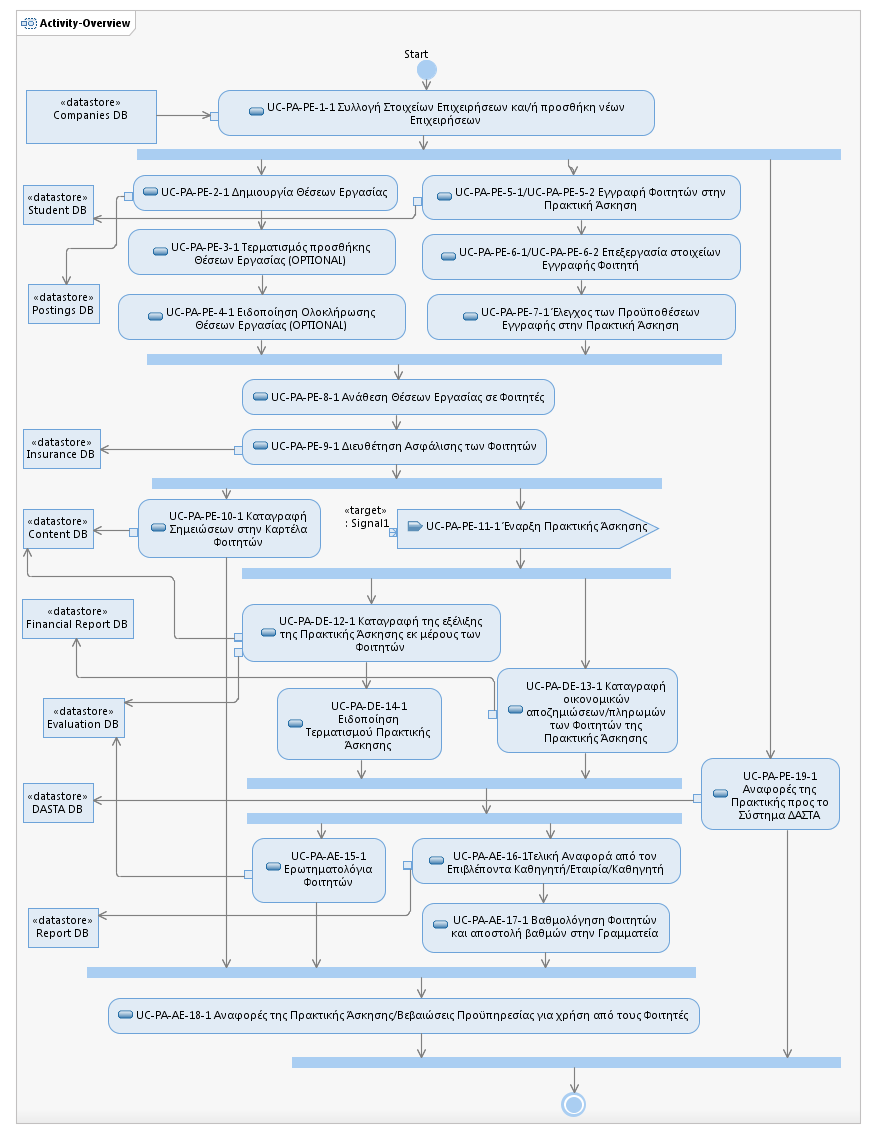 Activity-Overview
Start
«datastore»
Companies DB
UC-PA-PE-1-1 Συλλογή Στοιχείων Επιχειρήσεων και/ή προσθήκη νέων
Επιχειρήσεων
«datastore»
Student DB
UC-PA-PE-2-1 Δημιουργία Θέσεων Εργασίας
UC-PA-PE-5-1/UC-PA-PE-5-2 Εγγραφή Φοιτητών στην
Πρακτική Άσκηση
UC-PA-PE-3-1 Τερματισμός προσθήκης
Θέσεων Εργασίας (OPTIONAL)
UC-PA-PE-6-1/UC-PA-PE-6-2 Επεξεργασία στοιχείων
Εγγραφής Φοιτητή
«datastore»
Postings DB
UC-PA-PE-4-1 Ειδοποίηση Ολοκλήρωσης
Θέσεων Εργασίας (OPTIONAL)
UC-PA-PE-7-1 Έλεγχος των Προϋποθέσεων
Εγγραφής στην Πρακτική Άσκηση
UC-PA-PE-8-1 Ανάθεση Θέσεων Εργασίας σε Φοιτητές
«datastore»
Insurance DB
UC-PA-PE-9-1 Διευθέτηση Ασφάλισης των Φοιτητών
«datastore»
Content DB
UC-PA-PE-10-1 Καταγραφή
Σημειώσεων στην Καρτέλα
Φοιτητών
«target»
: Signal1
UC-PA-PE-11-1 Έναρξη Πρακτικής Άσκησης
«datastore»
Financial Report DB
UC-PA-DE-12-1 Καταγραφή της εξέλιξης
της Πρακτικής Άσκησης εκ μέρους των
Φοιτητών
UC-PA-DE-13-1 Καταγραφή
οικονομικών
αποζημιώσεων/πληρωμών
των Φοιτητών της
Πρακτικής Άσκησης
«datastore»
Evaluation DB
UC-PA-DE-14-1
Ειδοποίηση
Τερματισμού Πρακτικής
Άσκησης
«datastore»
DASTA DB
UC-PA-PE-19-1
Αναφορές της
Πρακτικής προς το
Σύστημα ΔΑΣΤΑ
UC-PA-AE-15-1
Ερωτηματολόγια
Φοιτητών
UC-PA-AE-16-1Τελική Αναφορά από τον
Επιβλέποντα Καθηγητή/Εταιρία/Καθηγητή
«datastore»
Report DB
UC-PA-AE-17-1 Βαθμολόγηση Φοιτητών
και αποστολή βαθμών στην Γραμματεία
UC-PA-AE-18-1 Αναφορές της Πρακτικής Άσκησης/Βεβαιώσεις Προϋπηρεσίας για χρήση από τους Φοιτητές